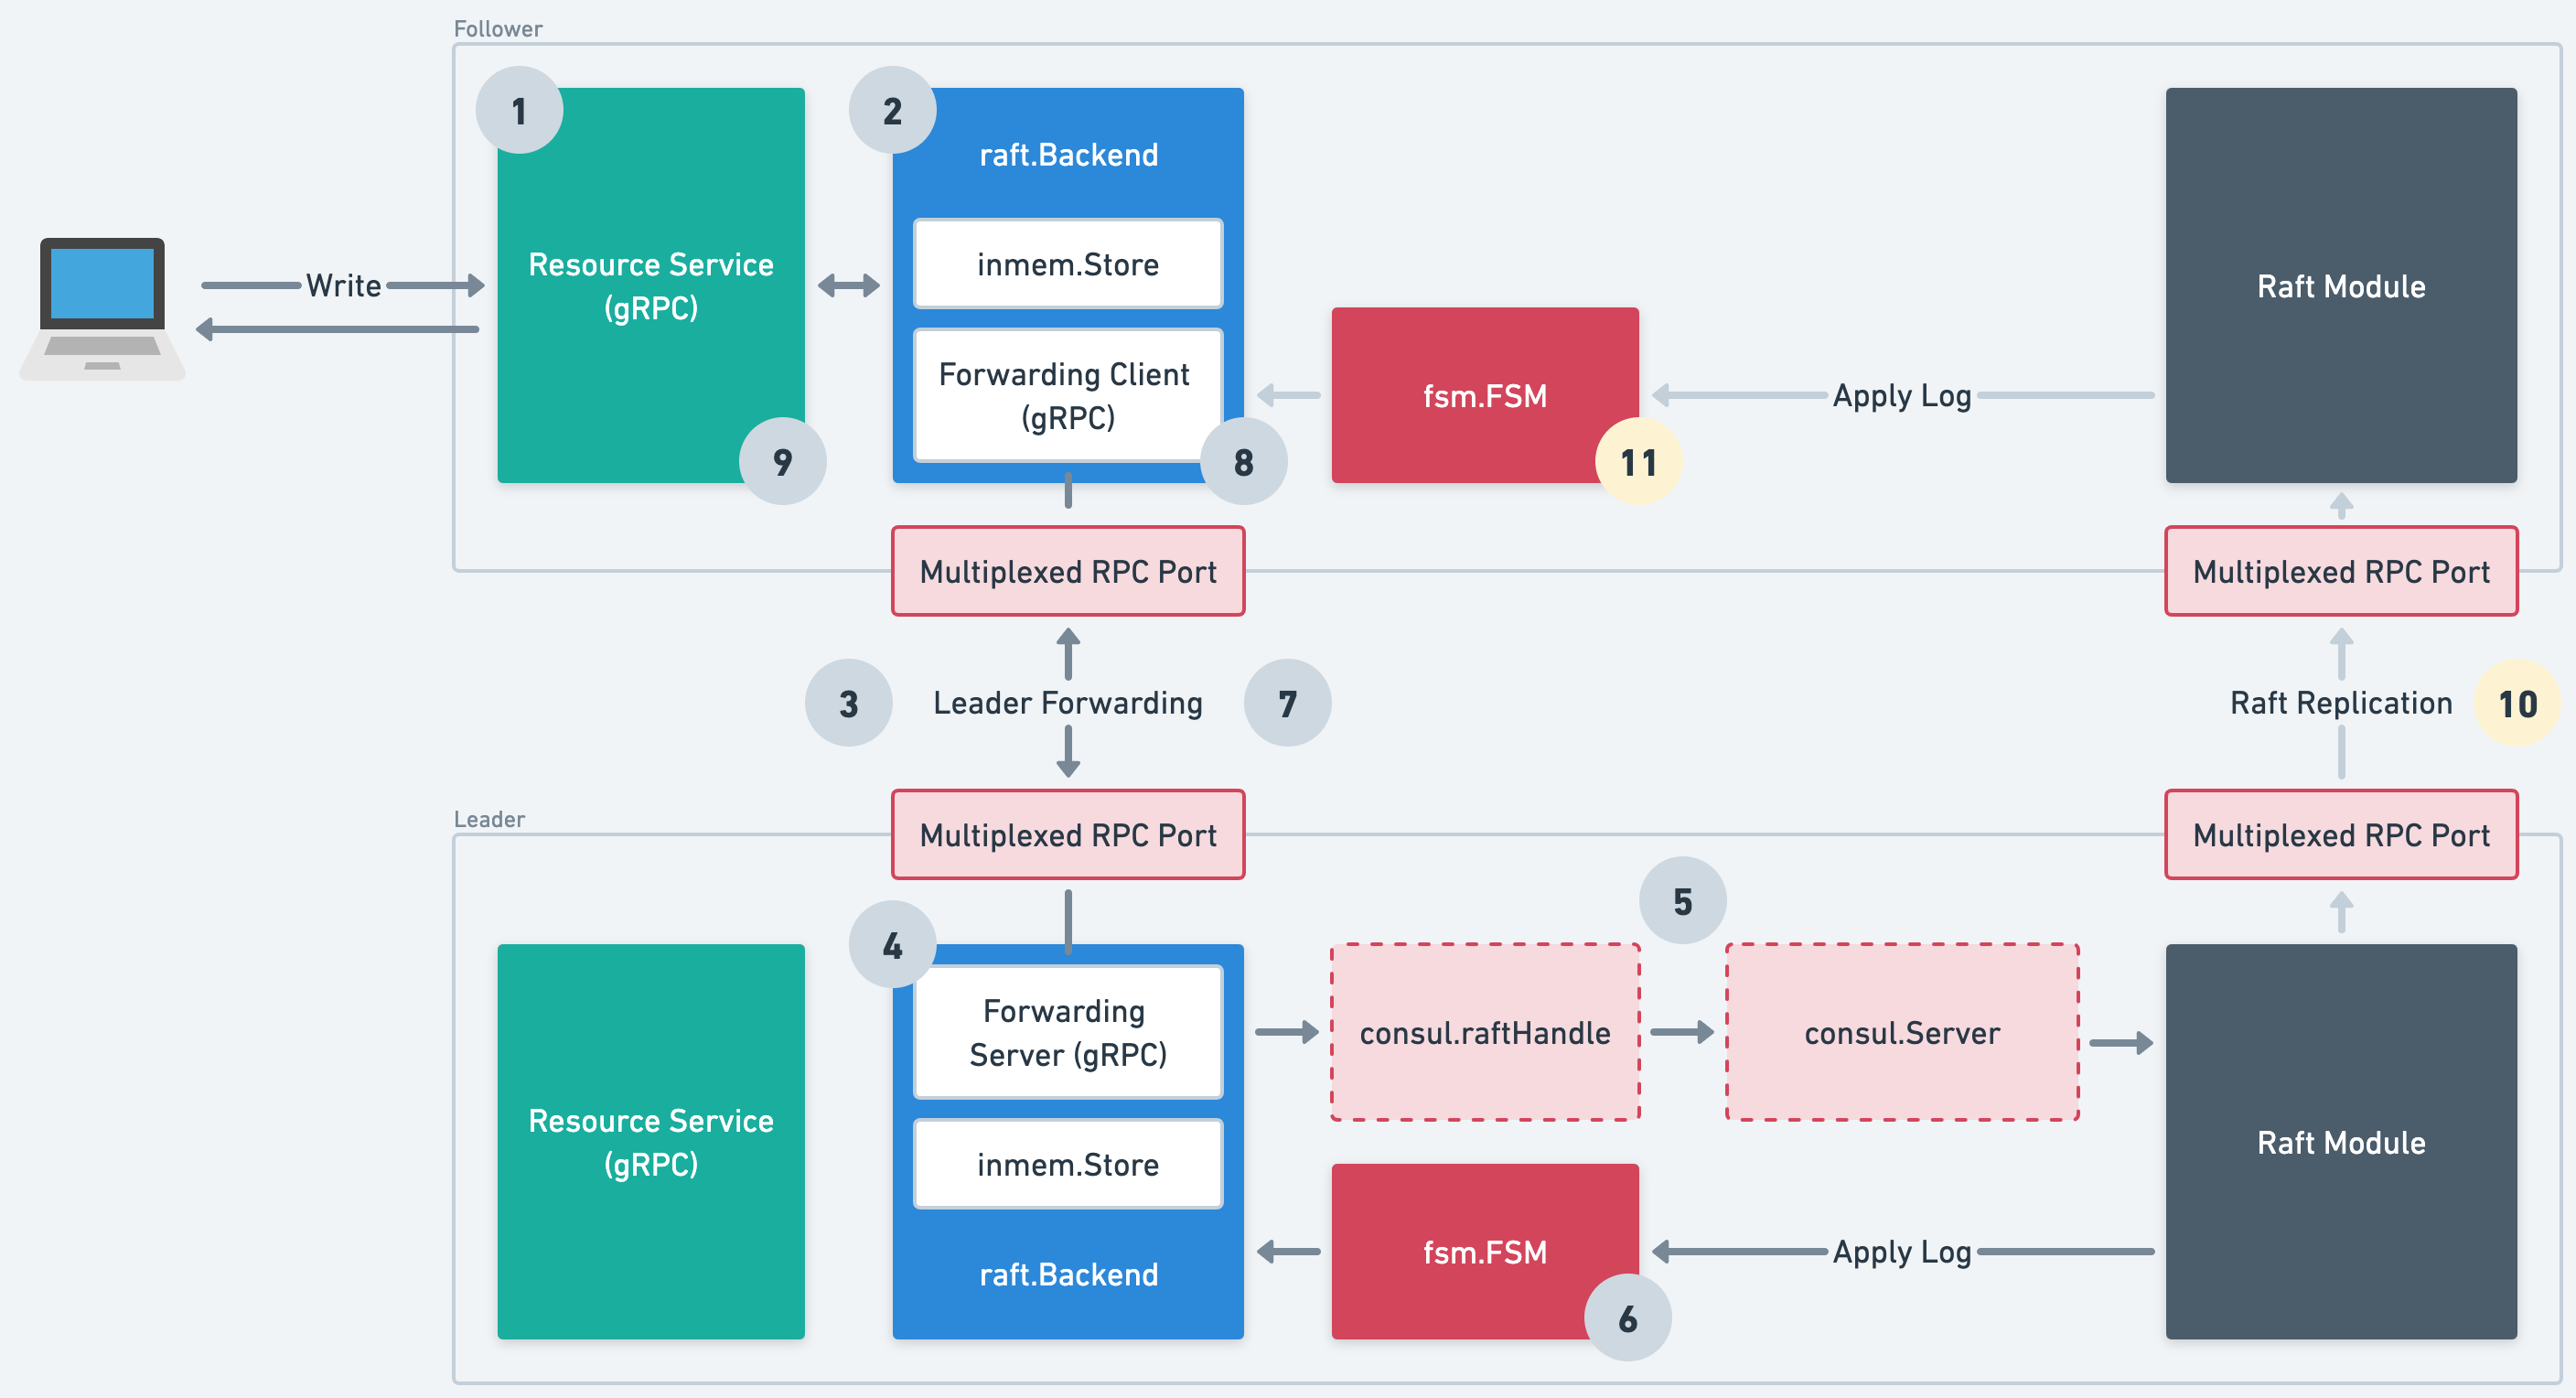 Follower
1
2
raft.Backend
Resource Service
(gRPC)
inmem.Store
Write
Raft Module
Forwarding Client
(gRPC)
fsm.FSM
Apply Log
9
8
11
Multiplexed RPC Port
Multiplexed RPC Port
3
Leader Forwarding
7
Raft Replication
10
Leader
Multiplexed RPC Port
Multiplexed RPC Port
5
4
Forwarding
Server (gRPC)
consul.raftHandle
consul.Server
Resource Service
(gRPC)
inmem.Store
Raft Module
raft.Backend
fsm.FSM
Apply Log
6